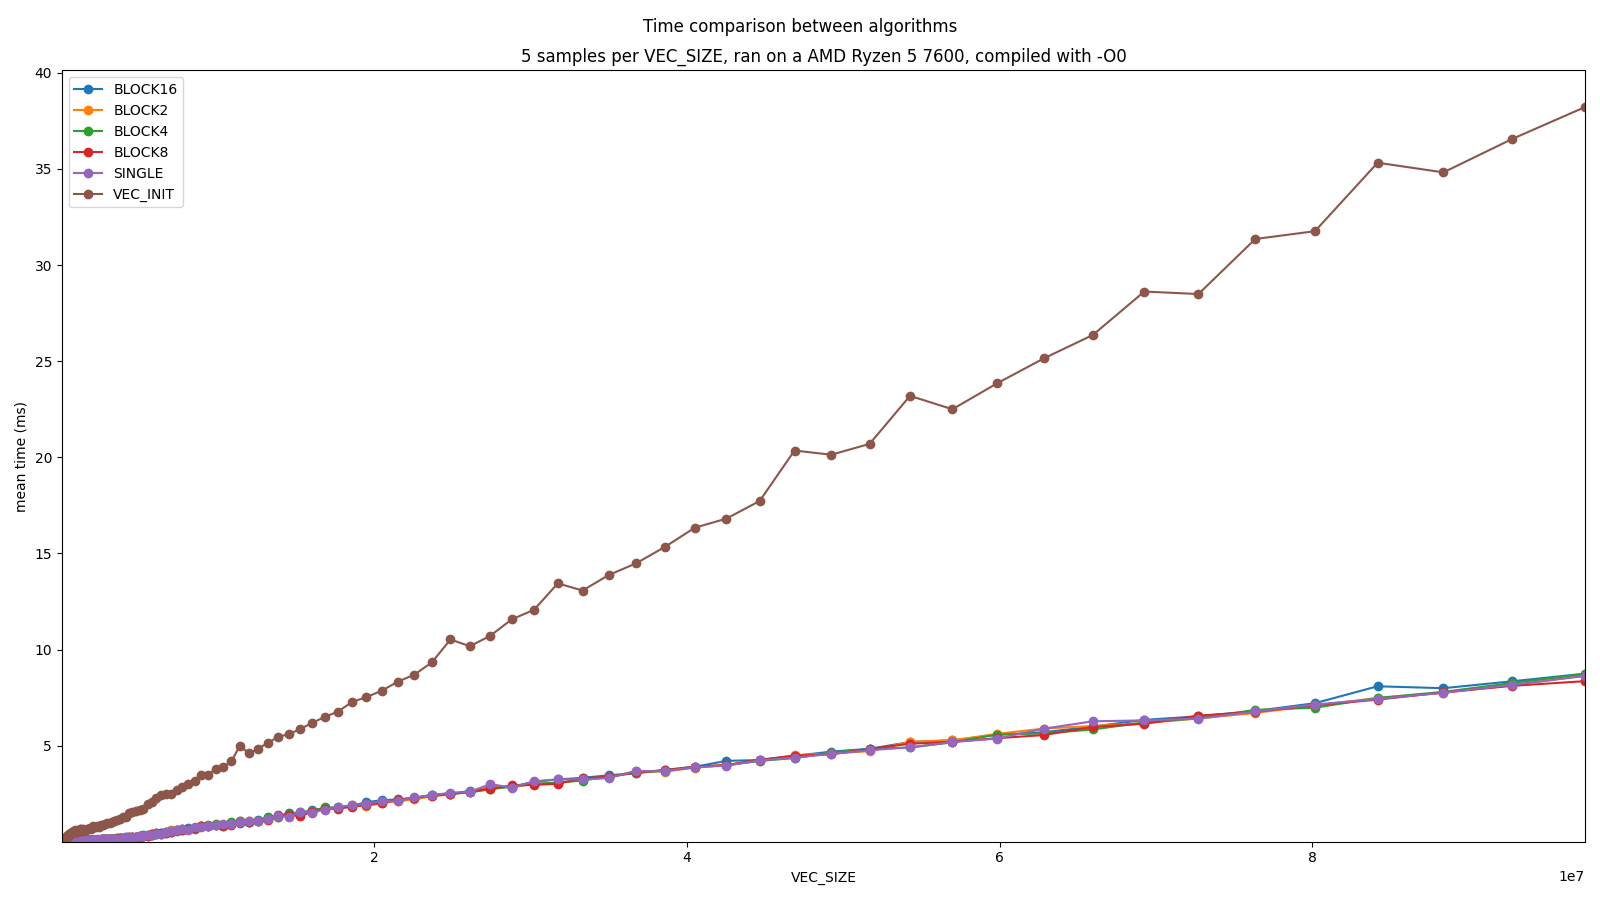 Time comparison between algorithms
5 samples per VEC_SIZE, ran on a AMD Ryzen 5 7600, compiled with -O0
BLOCK16
BLOCK2
BLOCK4
BLOCK8
SINGLE
VEC_INIT
mean time (ms)
40
35
30
25
20
15
10
5
2
4
6
8
1e7
VEC_SIZE